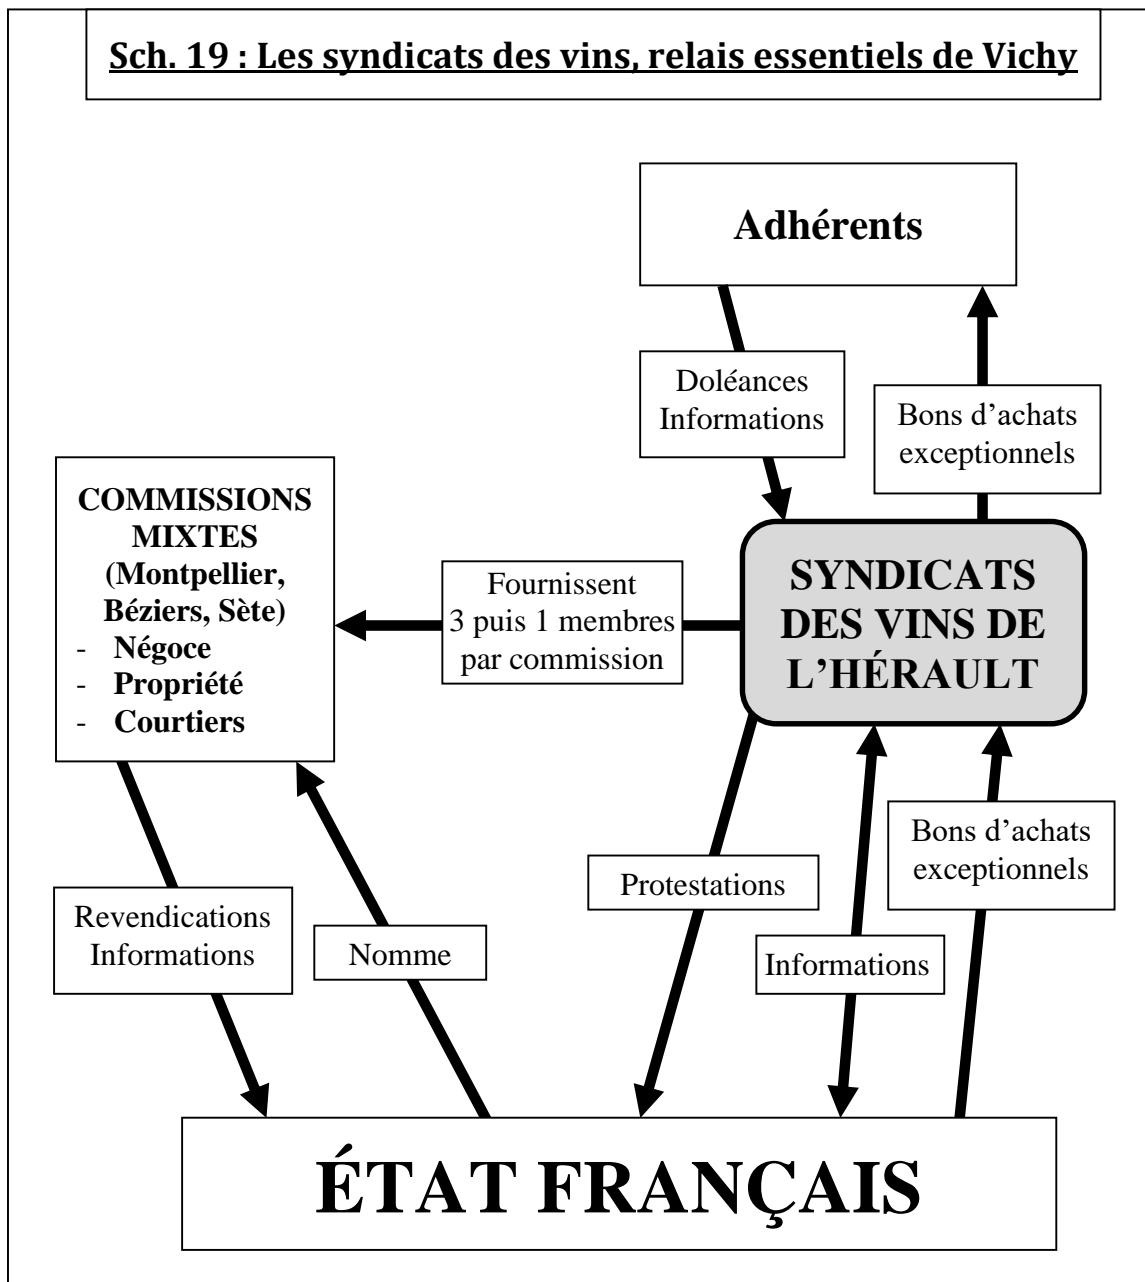 Sch. 19 : Les syndicats des vins, relais essentiels de Vichy
Adhérents
Doléances
Informations
Bons d’achats
exceptionnels
COMMISSIONS
MIXTES
(Montpellier,
Béziers, Sète)
- Négoce
- Propriété
- Courtiers
Fournissent
3 puis 1 membres
par commission
SYNDICATS
DES VINS DE
L’HÉRAULT
Revendications
Informations
Nomme
Protestations
Informations
Bons d’achats
exceptionnels
ÉTAT FRANÇAIS